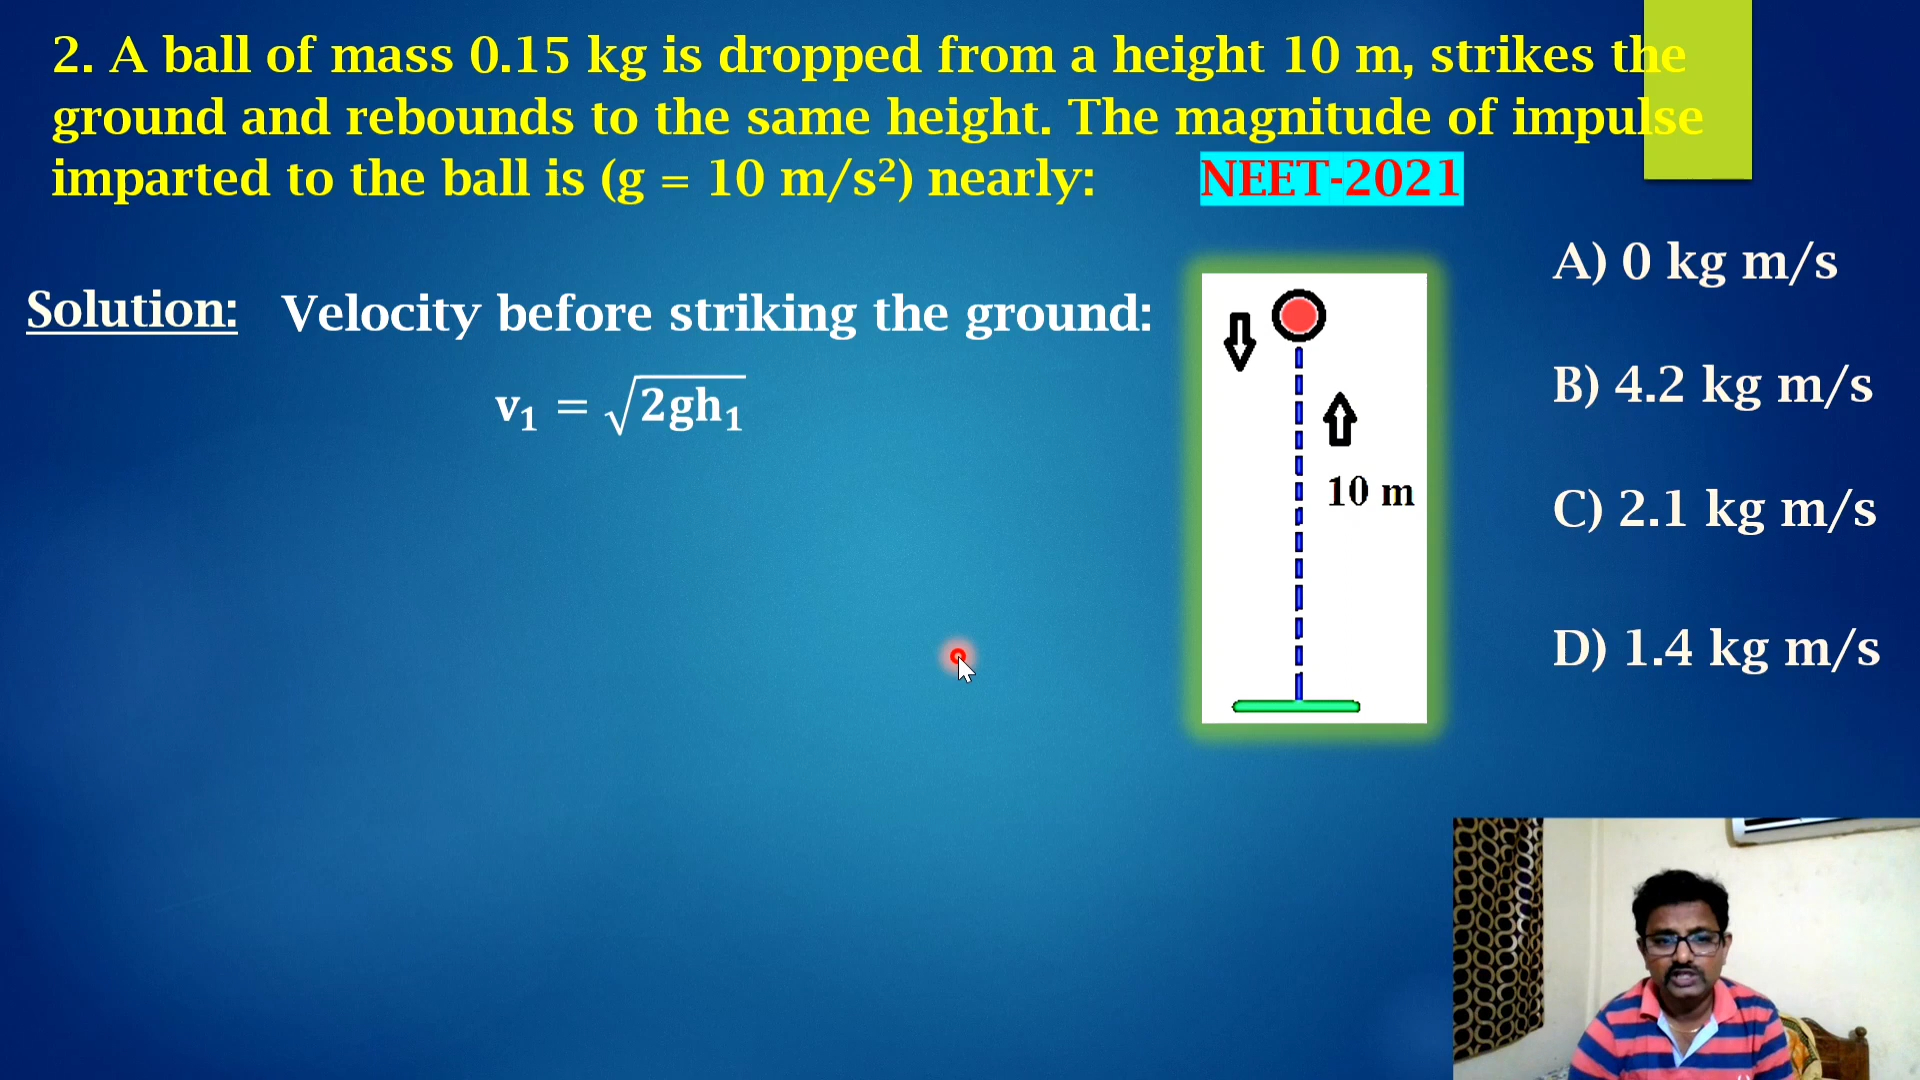 2. A ball of mass 0.15 kg is dropped from a height 10 m, strikes the
ground and rebounds to the same height. The magnitude of impulse
imparted to the ball is (g = 10 m/s²) nearly:
NEET-2021
Solution:
Velocity before striking the ground:
v₁ = √2gh₁
10 m
A) 0 kg m/s
B) 4.2 kg m/s
C) 2.1 kg m/s
D) 1.4 kg m/s